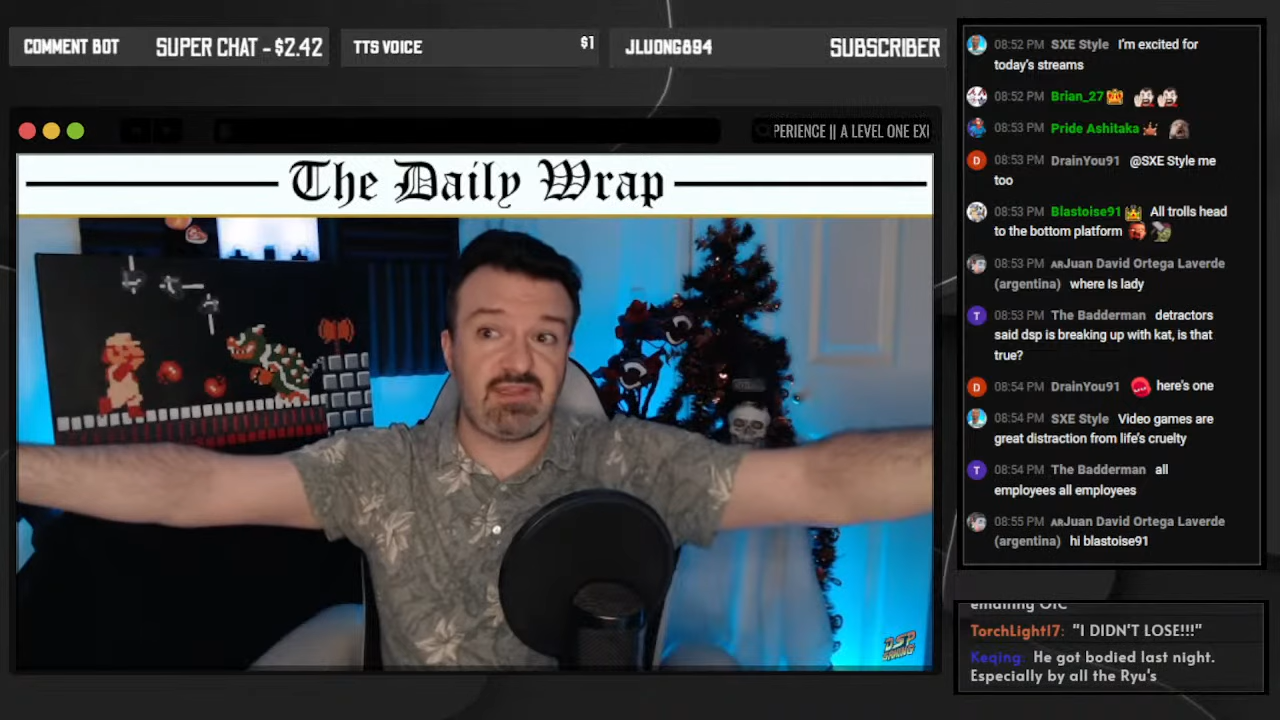 COMMENT BOT SUPER CHAT - $2.42
TTS VOICE $1
JLUONG894 SUBSCRIBER
PERIENCE || A LEVEL ONE EXI
The Daily Wrap
DSP
GAMING
08:52 PM SXE Style I'm excited for
today's streams
08:52 PM Brian_27
08:53 PM Pride Ashitaka
D 08:53 PM DrainYou91 @SXE Style me
too
08:53 PM Blastoise91 All trolls head
to the bottom platform
08:53 PM ᴀʀJuan David Ortega Laverde
(argentina) where Is lady
T 08:53 PM The Badderman detractors
said dsp is breaking up with kat, is that
true?
D 08:54 PM DrainYou91 here's one
08:54 PM SXE Style Video games are
great distraction from life's cruelty
T 08:54 PM The Badderman all
employees all employees
08:55 PM ᴀʀJuan David Ortega Laverde
(argentina) hi blastoise91
emailing OIC
TorchLight17: "I DIDN'T LOSE!!!"
Keqing: He got bodied last night.
Especially by all the Ryu's